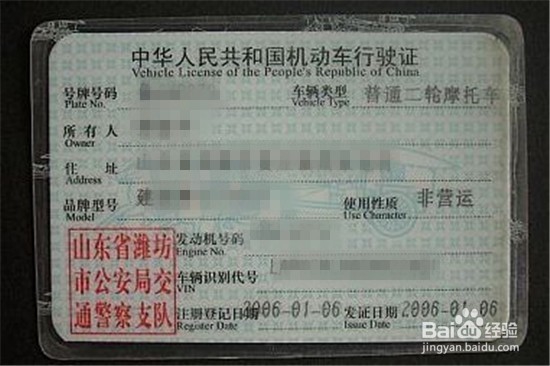 中华人民共和国机动车行驶证
Vehicle License of the People's Republic of China
号牌号码 车辆类型 普通二轮摩托车
Plate No. Vehicle Type
所有人
Owner
住址
Address
品牌型号 建 使用性质 非营运
Model Use Character
山东省潍坊
市公安局交
通警察支队
发动机号码
Engine No.
车辆识别代号 L
VIN
注册登记日期 2006-01-06 发证日期 2006-01-06
Register Date Issue Date
Baidu 经验
jingyan.baidu.com